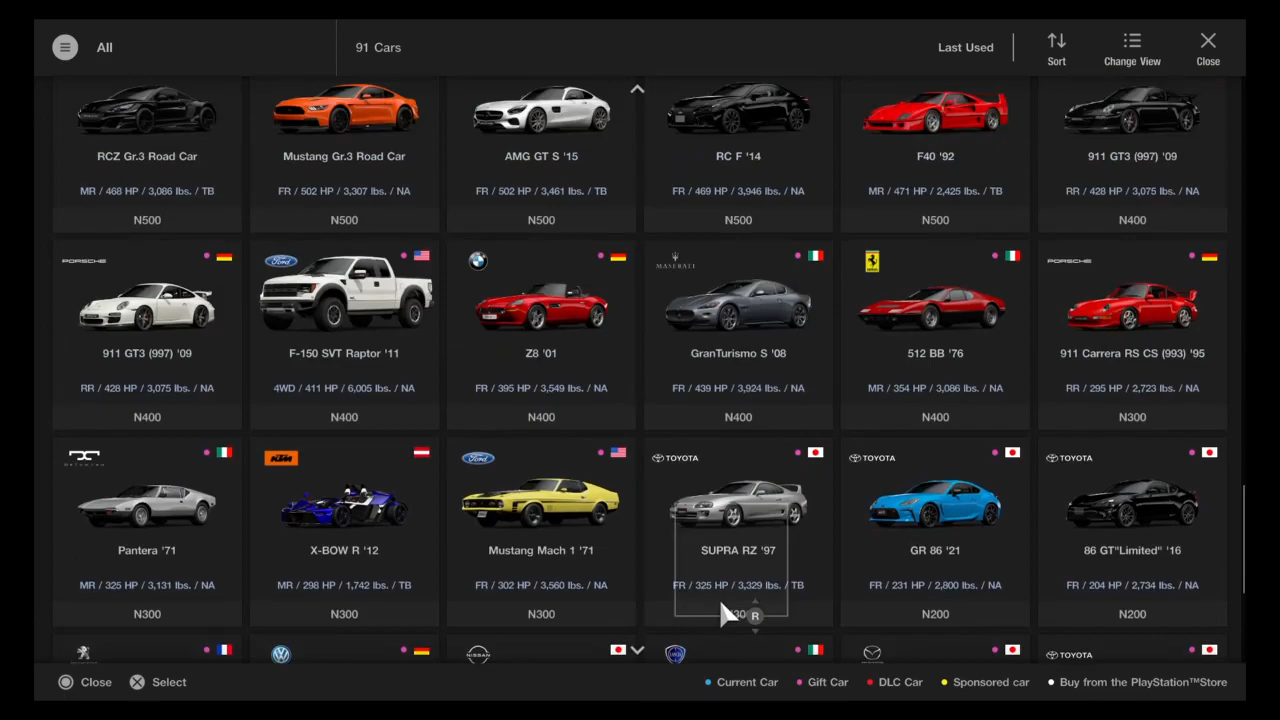 All
91 Cars
Last Used
Sort
Change View
Close
RCZ Gr.3 Road Car
MR / 468 HP / 3,086 lbs. / TB
N500
Mustang Gr.3 Road Car
FR / 502 HP / 3,307 lbs. / NA
N500
AMG GT S '15
FR / 502 HP / 3,461 lbs. / TB
N500
RC F '14
FR / 469 HP / 3,946 lbs. / NA
N500
F40 '92
MR / 471 HP / 2,425 lbs. / TB
N500
911 GT3 (997) '09
RR / 428 HP / 3,075 lbs. / NA
N400
PORSCHE
911 GT3 (997) '09
RR / 428 HP / 3,075 lbs. / NA
N400
Ford
F-150 SVT Raptor '11
4WD / 411 HP / 6,005 lbs. / NA
N400
Z8 '01
FR / 395 HP / 3,549 lbs. / NA
N400
MASERATI
GranTurismo S '08
FR / 439 HP / 3,924 lbs. / NA
N400
512 BB '76
MR / 354 HP / 3,086 lbs. / NA
N400
PORSCHE
911 Carrera RS CS (993) '95
RR / 295 HP / 2,723 lbs. / NA
N300
Pantera '71
MR / 325 HP / 3,131 lbs. / NA
N300
KTM
X-BOW R '12
MR / 298 HP / 1,742 lbs. / TB
N300
Ford
Mustang Mach 1 '71
FR / 302 HP / 3,560 lbs. / NA
N300
TOYOTA
SUPRA RZ '97
FR / 325 HP / 3,329 lbs. / TB
R
TOYOTA
GR 86 '21
FR / 231 HP / 2,800 lbs. / NA
N200
TOYOTA
86 GT"Limited" '16
FR / 204 HP / 2,734 lbs. / NA
N200
NISSAN
TOYOTA
Close
Select
Current Car
Gift Car
DLC Car
Sponsored car
Buy from the PlayStation™Store